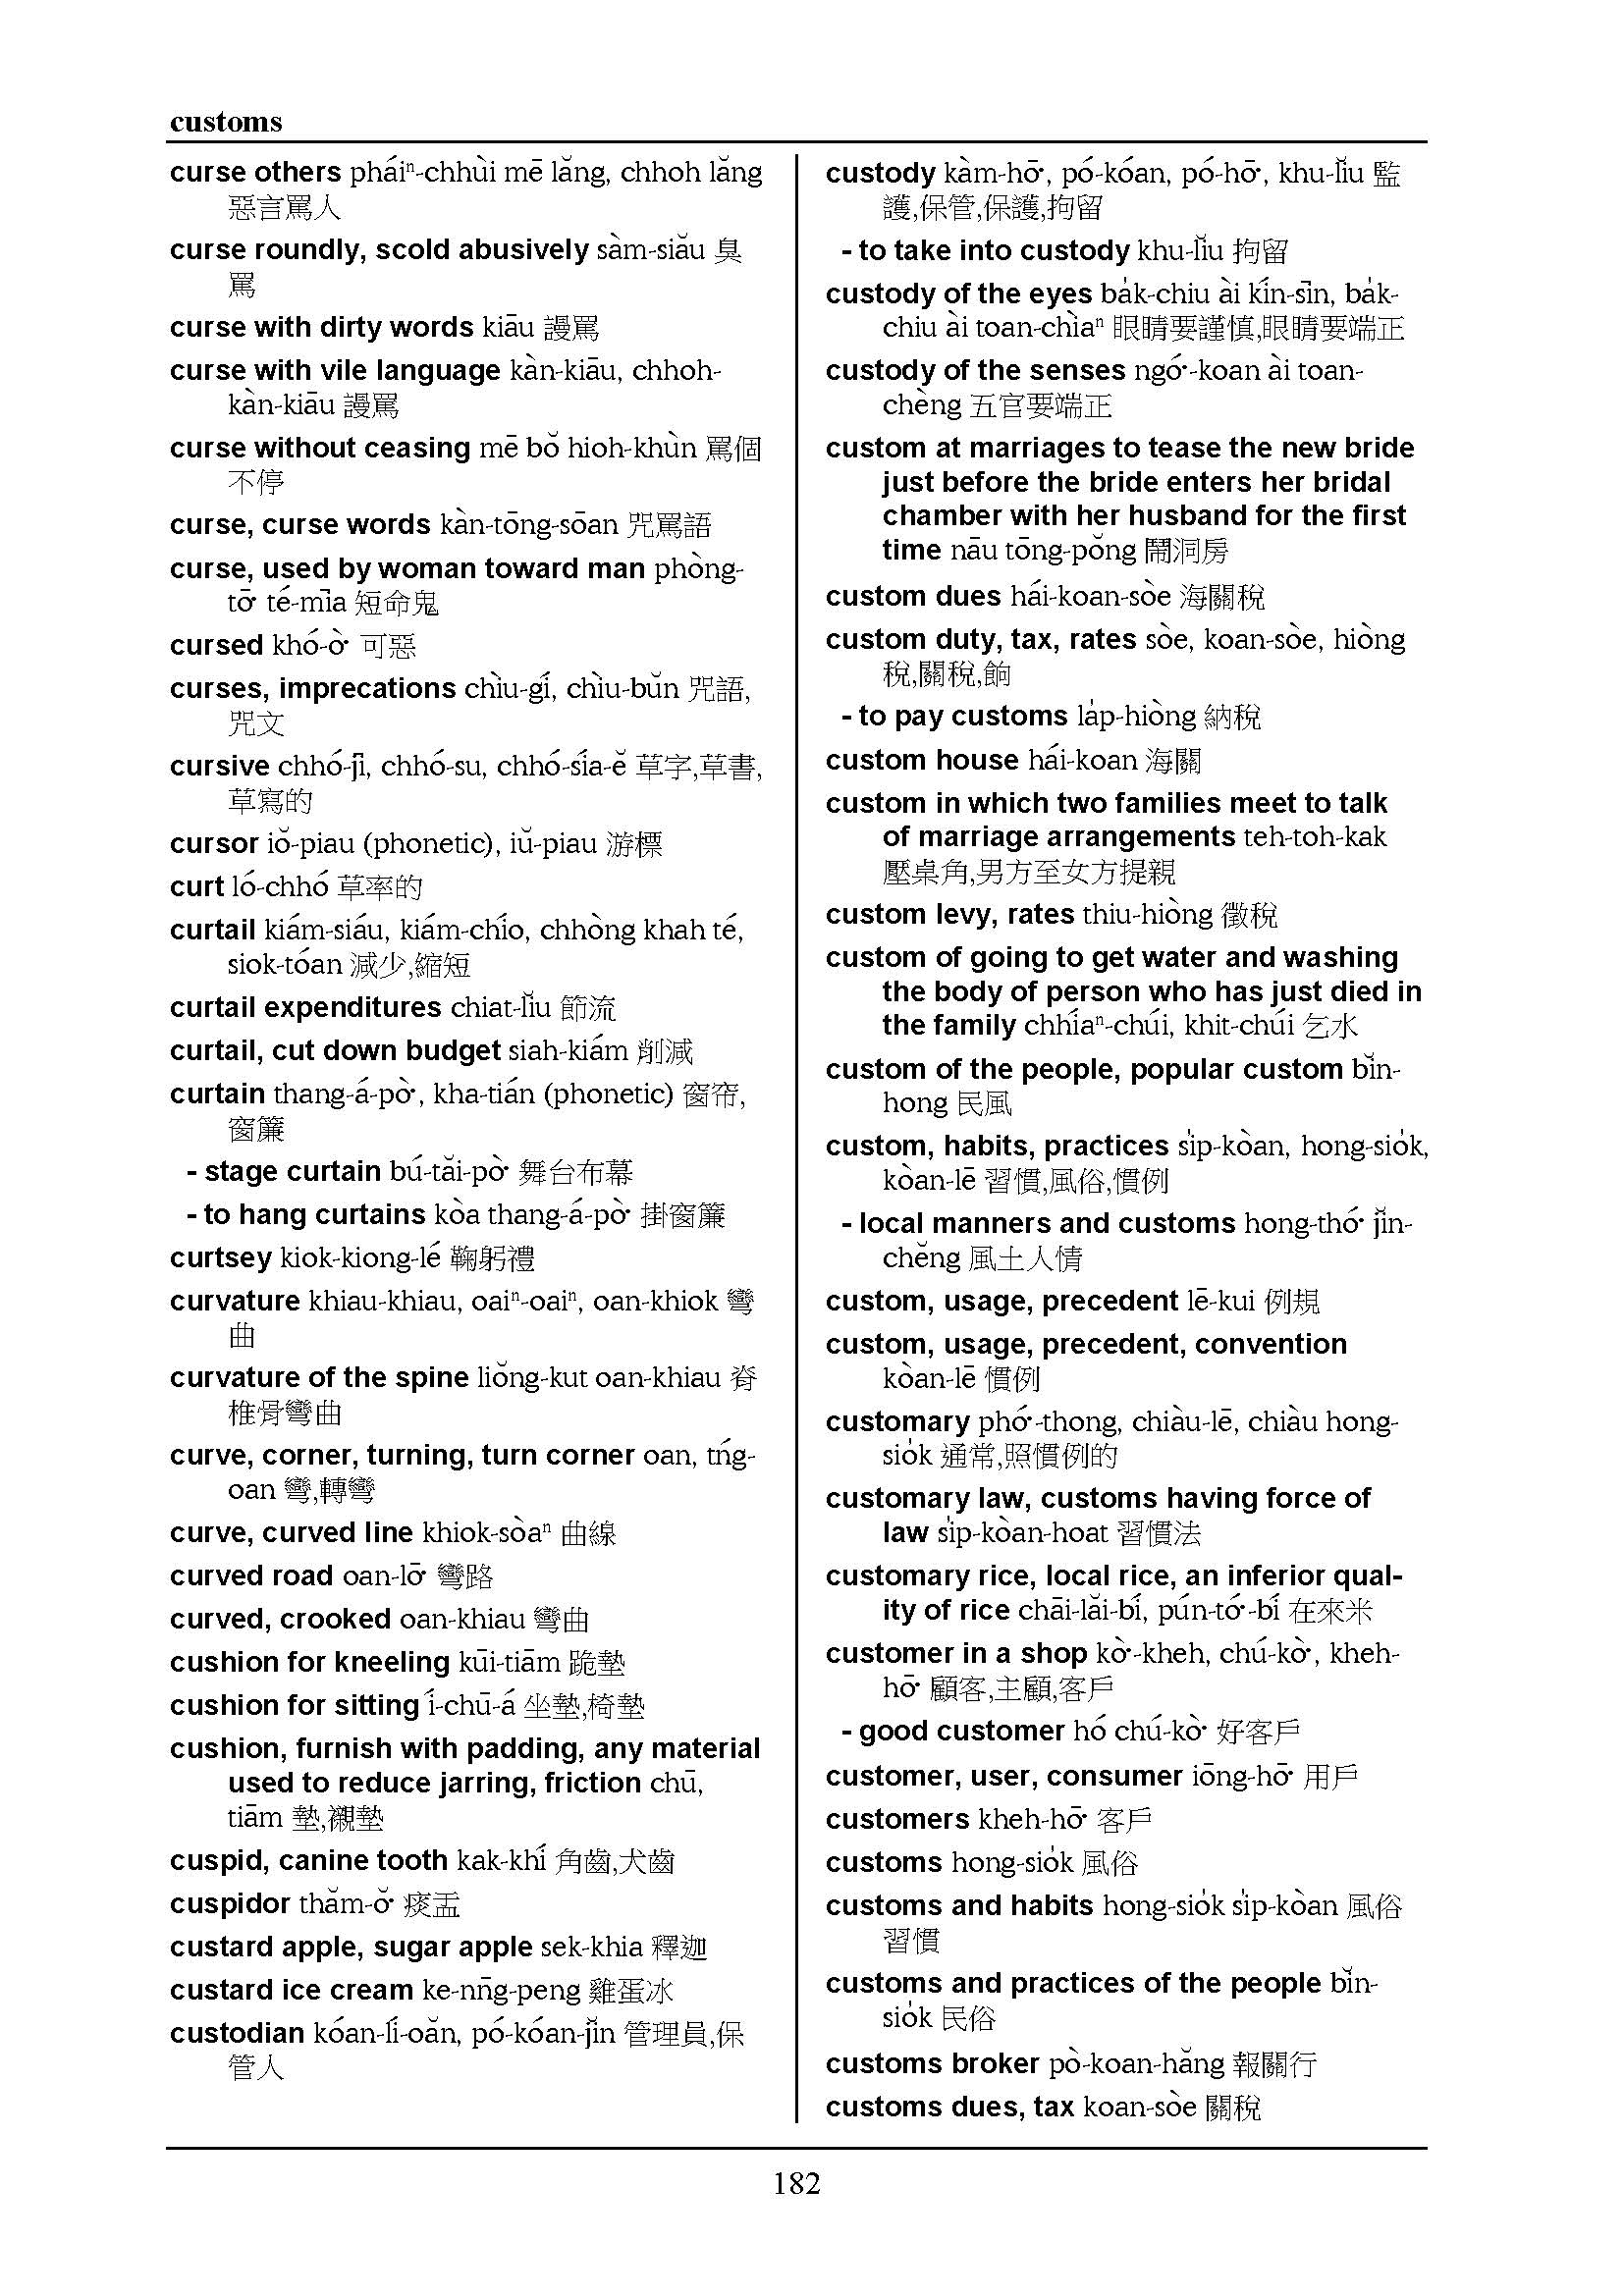 customs
curse others pháiⁿ-chhùi mē lăng, chhoh lăng
惡言罵人
curse roundly, scold abusively sàm-siău 臭
罵
curse with dirty words kiāu 謾罵
curse with vile language kàn-kiāu, chhoh-
kàn-kiāu 謾罵
curse without ceasing mē bŏ hioh-khùn 罵個
不停
curse, curse words kàn-tōng-sōan 咒罵語
curse, used by woman toward man phòng-
tō͘ té-mīa 短命鬼
cursed khó-ò͘ 可惡
curses, imprecations chìu-gí, chìu-bŭn 咒語,
咒文
cursive chhó-jī, chhó-su, chhó-sía-ĕ 草字,草書,
草寫的
cursor iŏ-piau (phonetic), iŭ-piau 游標
curt ló-chhó 草率的
curtail kiám-siáu, kiám-chío, chhòng khah té,
siok-tóan 減少,縮短
curtail expenditures chiat-lĭu 節流
curtail, cut down budget siah-kiám 削減
curtain thang-á-pò͘, kha-tián (phonetic) 窗帘,
窗簾
- stage curtain bú-tăi-pò͘ 舞台布幕
- to hang curtains kòa thang-á-pò͘ 掛窗簾
curtsey kiok-kiong-lé 鞠躬禮
curvature khiau-khiau, oaiⁿ-oaiⁿ, oan-khiok 彎
曲
curvature of the spine liŏng-kut oan-khiau 脊
椎骨彎曲
curve, corner, turning, turn corner oan, tńg-
oan 彎,轉彎
curve, curved line khiok-sòaⁿ 曲線
curved road oan-lō͘ 彎路
curved, crooked oan-khiau 彎曲
cushion for kneeling kūi-tiām 跪墊
cushion for sitting í-chū-á 坐墊,椅墊
cushion, furnish with padding, any material
used to reduce jarring, friction chū,
tiām 墊,襯墊
cuspid, canine tooth kak-khí 角齒,犬齒
cuspidor thăm-ŏ͘ 痰盂
custard apple, sugar apple sek-khia 釋迦
custard ice cream ke-nn̄g-peng 雞蛋冰
custodian kóan-lí-oăn, pó-kóan-jĭn 管理員,保
管人
custody kàm-hō͘, pó-kóan, pó-hō͘, khu-lĭu 監
護,保管,保護,拘留
- to take into custody khu-lĭu 拘留
custody of the eyes ba̍k-chiu ài kín-sīn, ba̍k-
chiu ài toan-chìaⁿ 眼睛要謹慎,眼睛要端正
custody of the senses ngó͘-koan ài toan-
chèng 五官要端正
custom at marriages to tease the new bride
just before the bride enters her bridal
chamber with her husband for the first
time nāu tōng-pŏng 鬧洞房
custom dues hái-koan-sòe 海關稅
custom duty, tax, rates sòe, koan-sòe, hiòng
稅,關稅,餉
- to pay customs la̍p-hiòng 納稅
custom house hái-koan 海關
custom in which two families meet to talk
of marriage arrangements teh-toh-kak
壓桌角,男方至女方提親
custom levy, rates thiu-hiòng 徵稅
custom of going to get water and washing
the body of person who has just died in
the family chhíaⁿ-chúi, khit-chúi 乞水
custom of the people, popular custom bĭn-
hong 民風
custom, habits, practices si̍p-kòan, hong-sio̍k,
kòan-lē 習慣,風俗,慣例
- local manners and customs hong-thó͘ jĭn-
chĕng 風土人情
custom, usage, precedent lē-kui 例規
custom, usage, precedent, convention
kòan-lē 慣例
customary phó͘-thong, chiàu-lē, chiàu hong-
sio̍k 通常,照慣例的
customary law, customs having force of
law si̍p-kòan-hoat 習慣法
customary rice, local rice, an inferior qual-
ity of rice chāi-lăi-bí, pún-tó͘-bí 在來米
customer in a shop kò͘-kheh, chú-kò͘, kheh-
hō͘ 顧客,主顧,客戶
- good customer hó chú-kò͘ 好客戶
customer, user, consumer iōng-hō͘ 用戶
customers kheh-hō͘ 客戶
customs hong-sio̍k 風俗
customs and habits hong-sio̍k si̍p-kòan 風俗
習慣
customs and practices of the people bĭn-
sio̍k 民俗
customs broker pò-koan-hăng 報關行
customs dues, tax koan-sòe 關稅
182